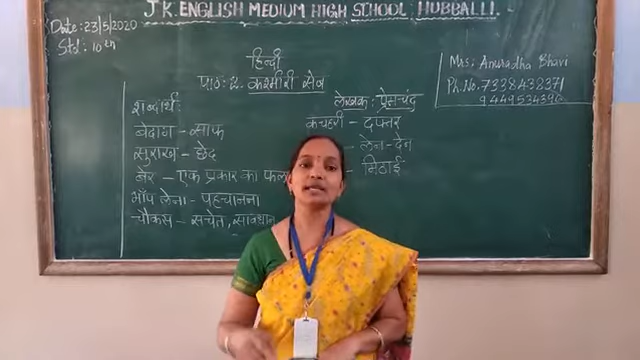 J K ENGLISH MEDIUM HIGH SCHOOL HUBBALLI.
Date: 23/5/2020
Std: 10th
हिन्दी
पाठ: 2. कश्मीरी सेब
Mrs: Anuradha Bhavi
Ph.No. 7338438371
9449534390
लेखक: प्रेमचंद
शब्दार्थ:
बेदाग - साफ
सुराख - छेद
बेर - एक प्रकार का फल
भाँप लेना - पहचानना
चौकस - सचेत, सावधान
कचहरी - दफ्तर
- लेन-देन
- मिठाई